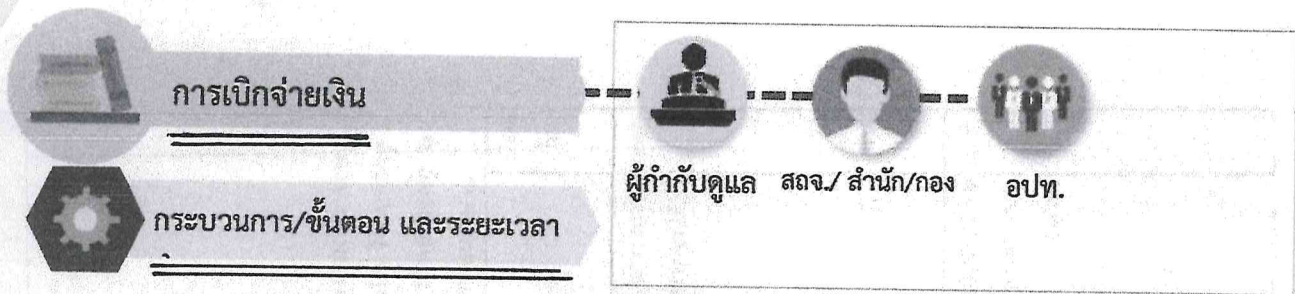 การเบิกจ่ายเงิน
ผู้กำกับดูแล สถจ./ สำนัก/กอง อปท.
กระบวนการ/ขั้นตอน และระยะเวลา